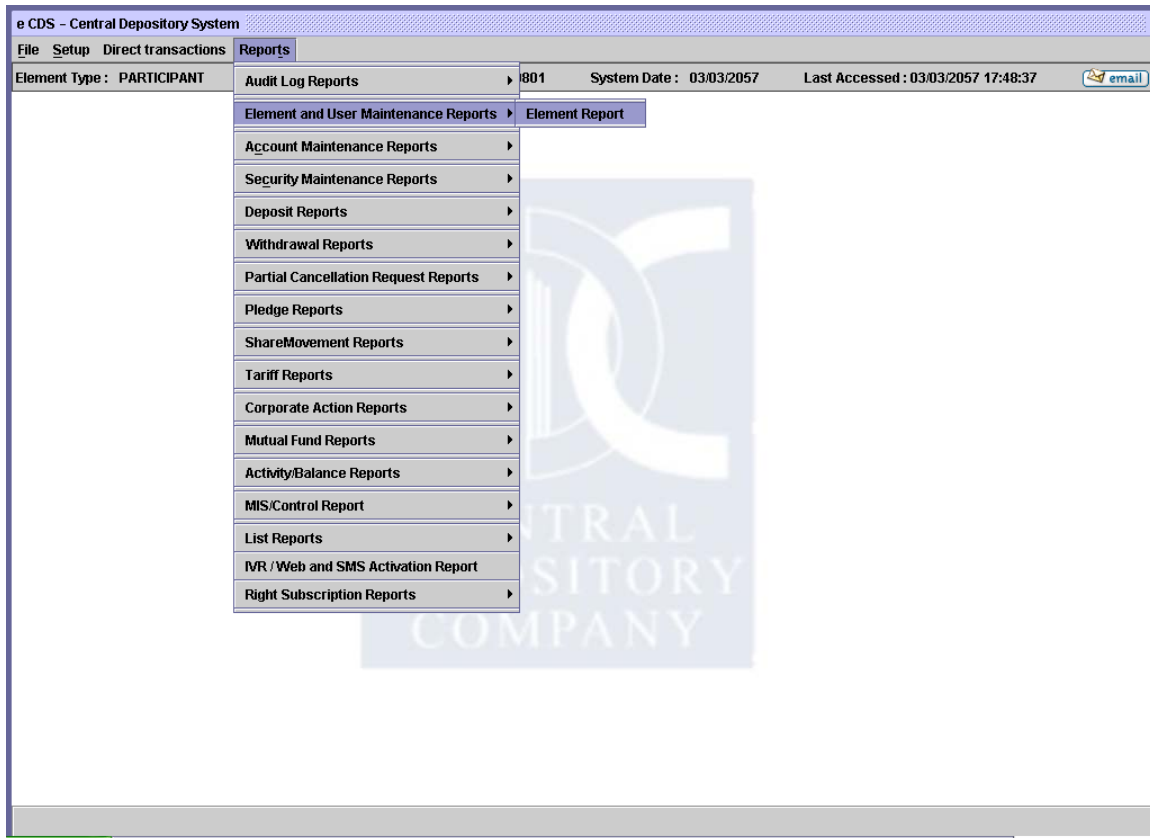 e CDS – Central Depository System
File Setup Direct transactions Reports
Element Type : PARTICIPANT 801 System Date : 03/03/2057 Last Accessed : 03/03/2057 17:48:37 email
Audit Log Reports
Element and User Maintenance Reports Element Report
Account Maintenance Reports
Security Maintenance Reports
Deposit Reports
Withdrawal Reports
Partial Cancellation Request Reports
Pledge Reports
ShareMovement Reports
Tariff Reports
Corporate Action Reports
Mutual Fund Reports
Activity/Balance Reports
MIS/Control Report
List Reports
IVR / Web and SMS Activation Report
Right Subscription Reports
NTRAL
SITORY
COMPANY